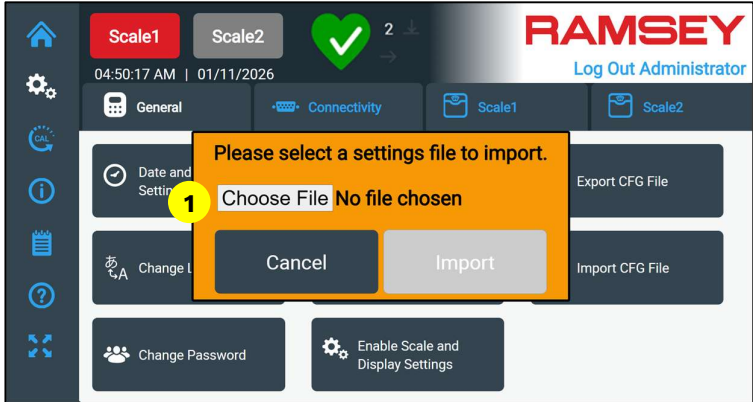 Scale1
Scale2
2
RAMSEY
04:50:17 AM | 01/11/2026
Log Out Administrator
General
Connectivity
Scale1
Scale2
CAL
Please select a settings file to import.
Date and
Export CFG File
1
Choose File No file chosen
Change
Cancel
Import
Import CFG File
Change Password
Enable Scale and
Display Settings